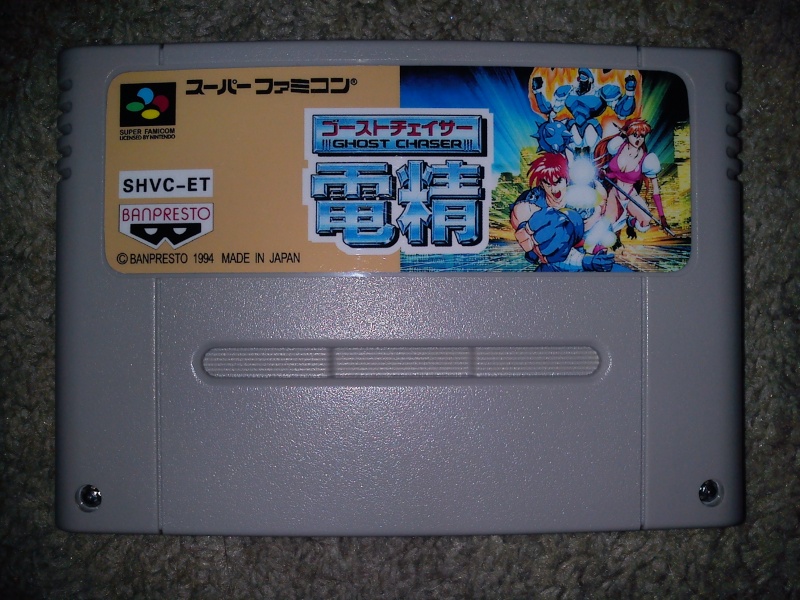 スーパーファミコン®
SUPER FAMICOM
LICENSED BY NINTENDO
ゴーストチェイサー
!!!GHOST CHASER!!!
電精
SHVC-ET
BANPRESTO
©BANPRESTO 1994 MADE IN JAPAN